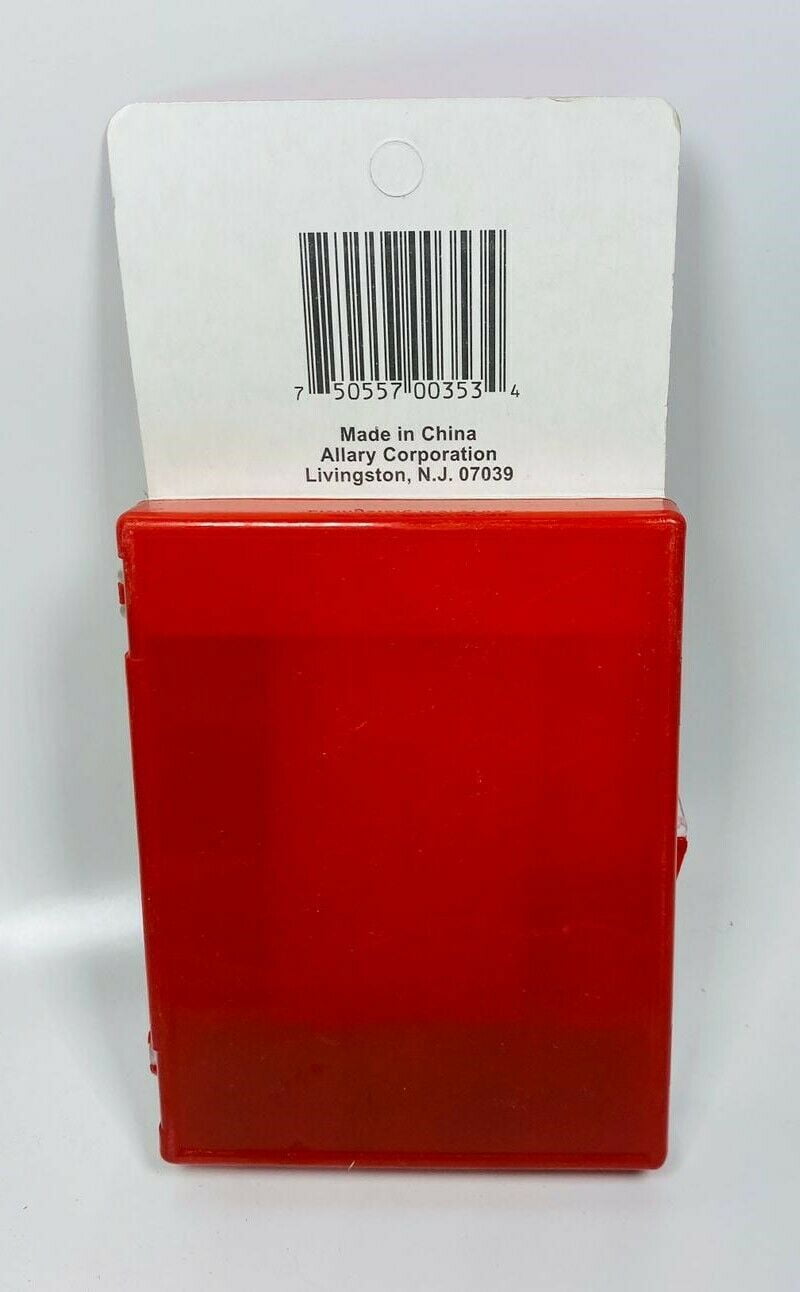 7 50557 00353 4
Made in China
Allary Corporation
Livingston, N.J. 07039